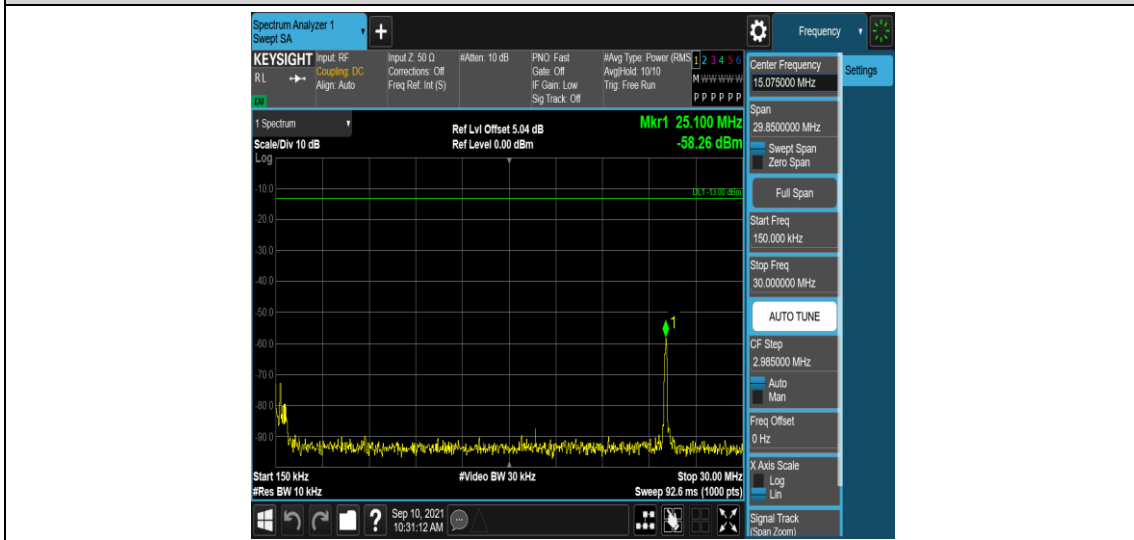 Spectrum Analyzer 1
Swept SA
+
Frequency
KEYSIGHT
RL
LXI
Input: RF
Coupling: DC
Align: Auto
Input Z: 50 Ω
Corrections: Off
Freq Ref: Int (S)
#Atten: 10 dB
PNO: Fast
Gate: Off
IF Gain: Low
Sig Track: Off
#Avg Type: Power (RMS
Avg|Hold: 10/10
Trig: Free Run
1 2 3 4 5 6
M W W W W W
P P P P P P
1 Spectrum
Scale/Div 10 dB
Ref Lvl Offset 5.04 dB
Ref Level 0.00 dBm
Mkr1 25.100 MHz
-58.26 dBm
Log
DL1 -13.00 dBm
-10.0
-20.0
-30.0
-40.0
-50.0
-60.0
-70.0
-80.0
-90.0
1
Start 150 kHz
#Res BW 10 kHz
#Video BW 30 kHz
Stop 30.00 MHz
Sweep 92.6 ms (1000 pts)
?
Sep 10, 2021
10:31:12 AM
Center Frequency
15.075000 MHz
Settings
Span
29.8500000 MHz
Swept Span
Zero Span
Full Span
Start Freq
150.000 kHz
Stop Freq
30.000000 MHz
AUTO TUNE
CF Step
2.985000 MHz
Auto
Man
Freq Offset
0 Hz
X Axis Scale
Log
Lin
Signal Track
(Span Zoom)